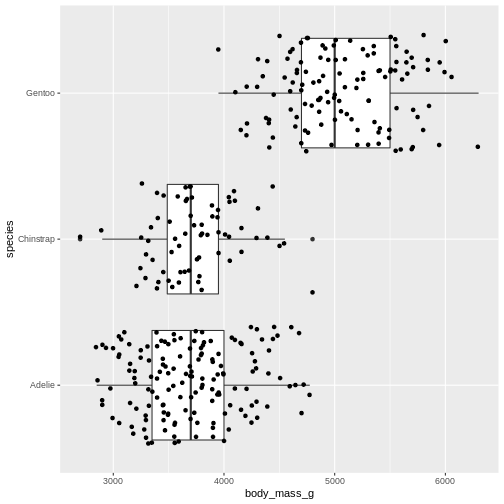 Gentoo
Chinstrap
Adelie
species
3000 4000 5000 6000
body_mass_g